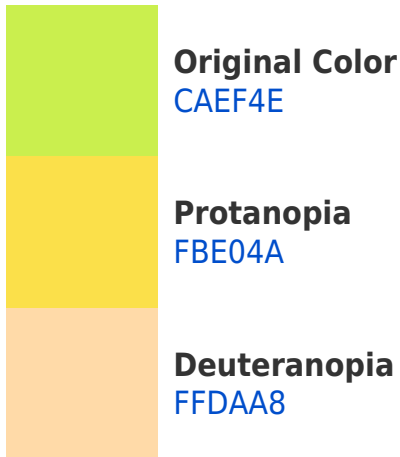 Original Color
CAEF4E
Protanopia
FBE04A
Deuteranopia
FFDAA8